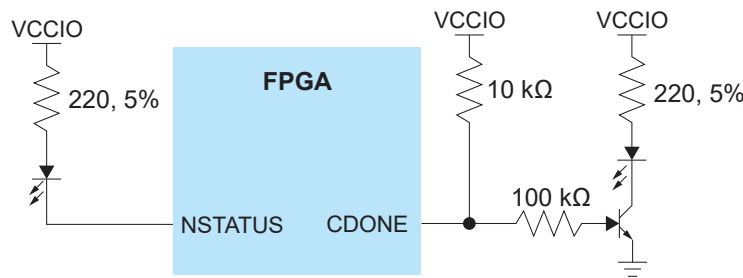 VCCIO
VCCIO
VCCIO
FPGA
220, 5%
10 kΩ
220, 5%
100 kΩ
NSTATUS
CDONE